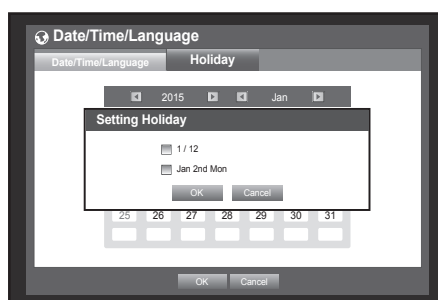 Date/Time/Language
Date/Time/Language Holiday
2015 Jan
Setting Holiday
1 / 12
Jan 2nd Mon
OK Cancel
25 26 27 28 29 30 31
OK Cancel